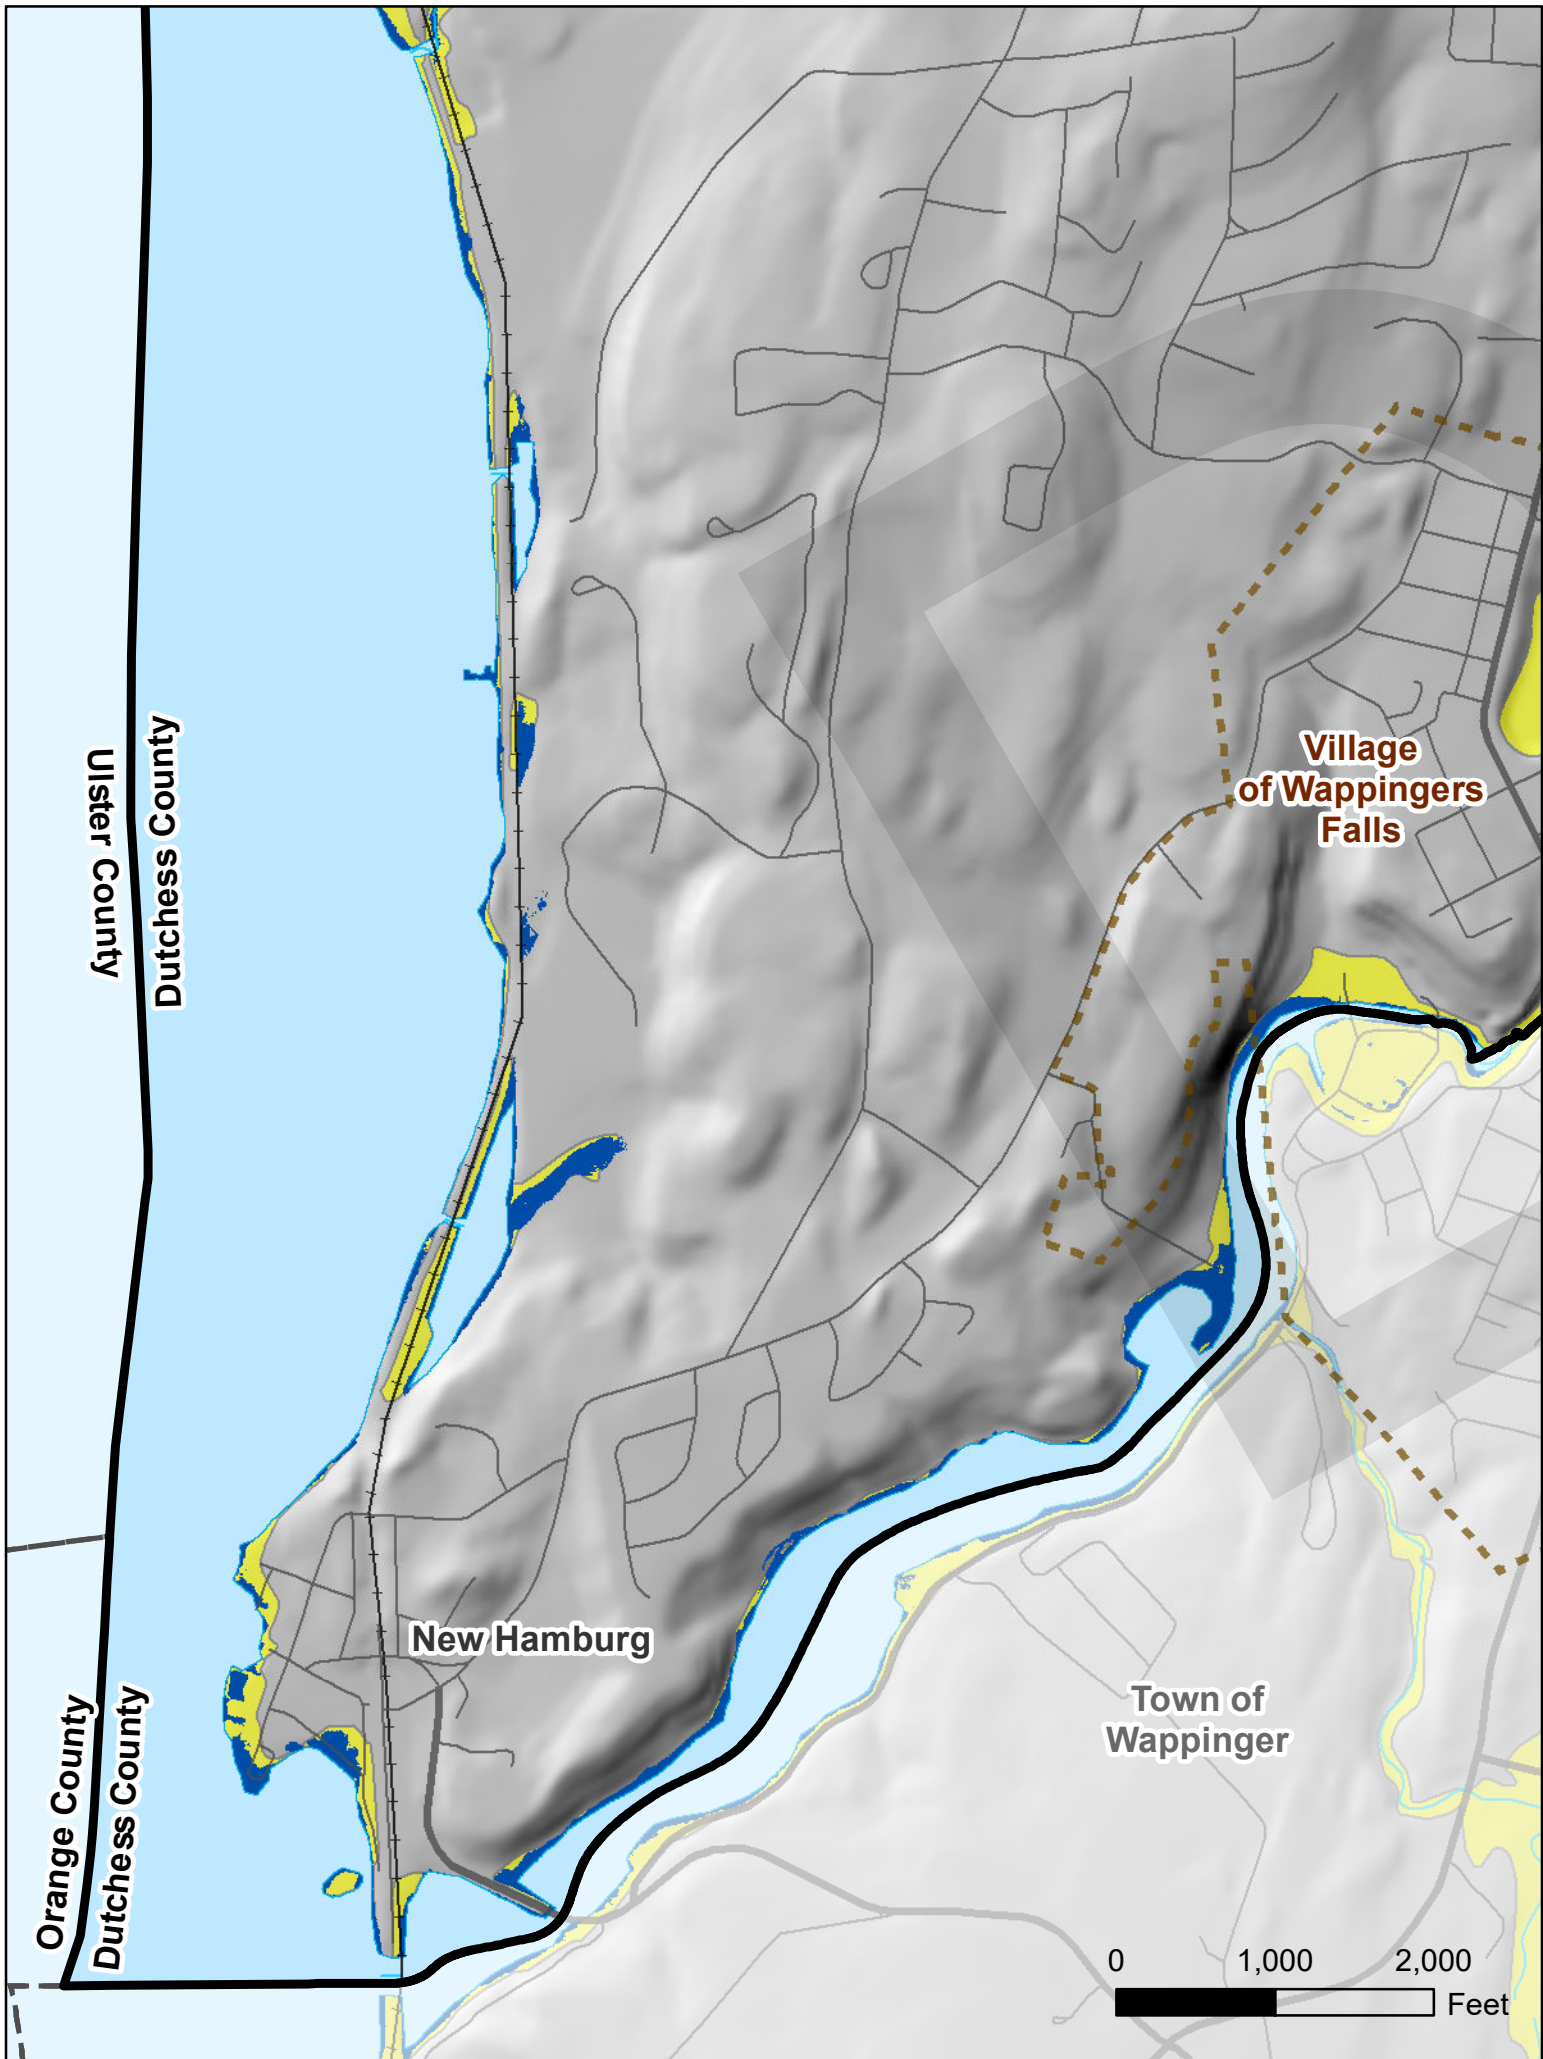 Village
of Wappingers
Falls
Ulster County
Dutchess County
New Hamburg
Town of
Wappinger
Orange County
Dutchess County
0 1,000 2,000
Feet